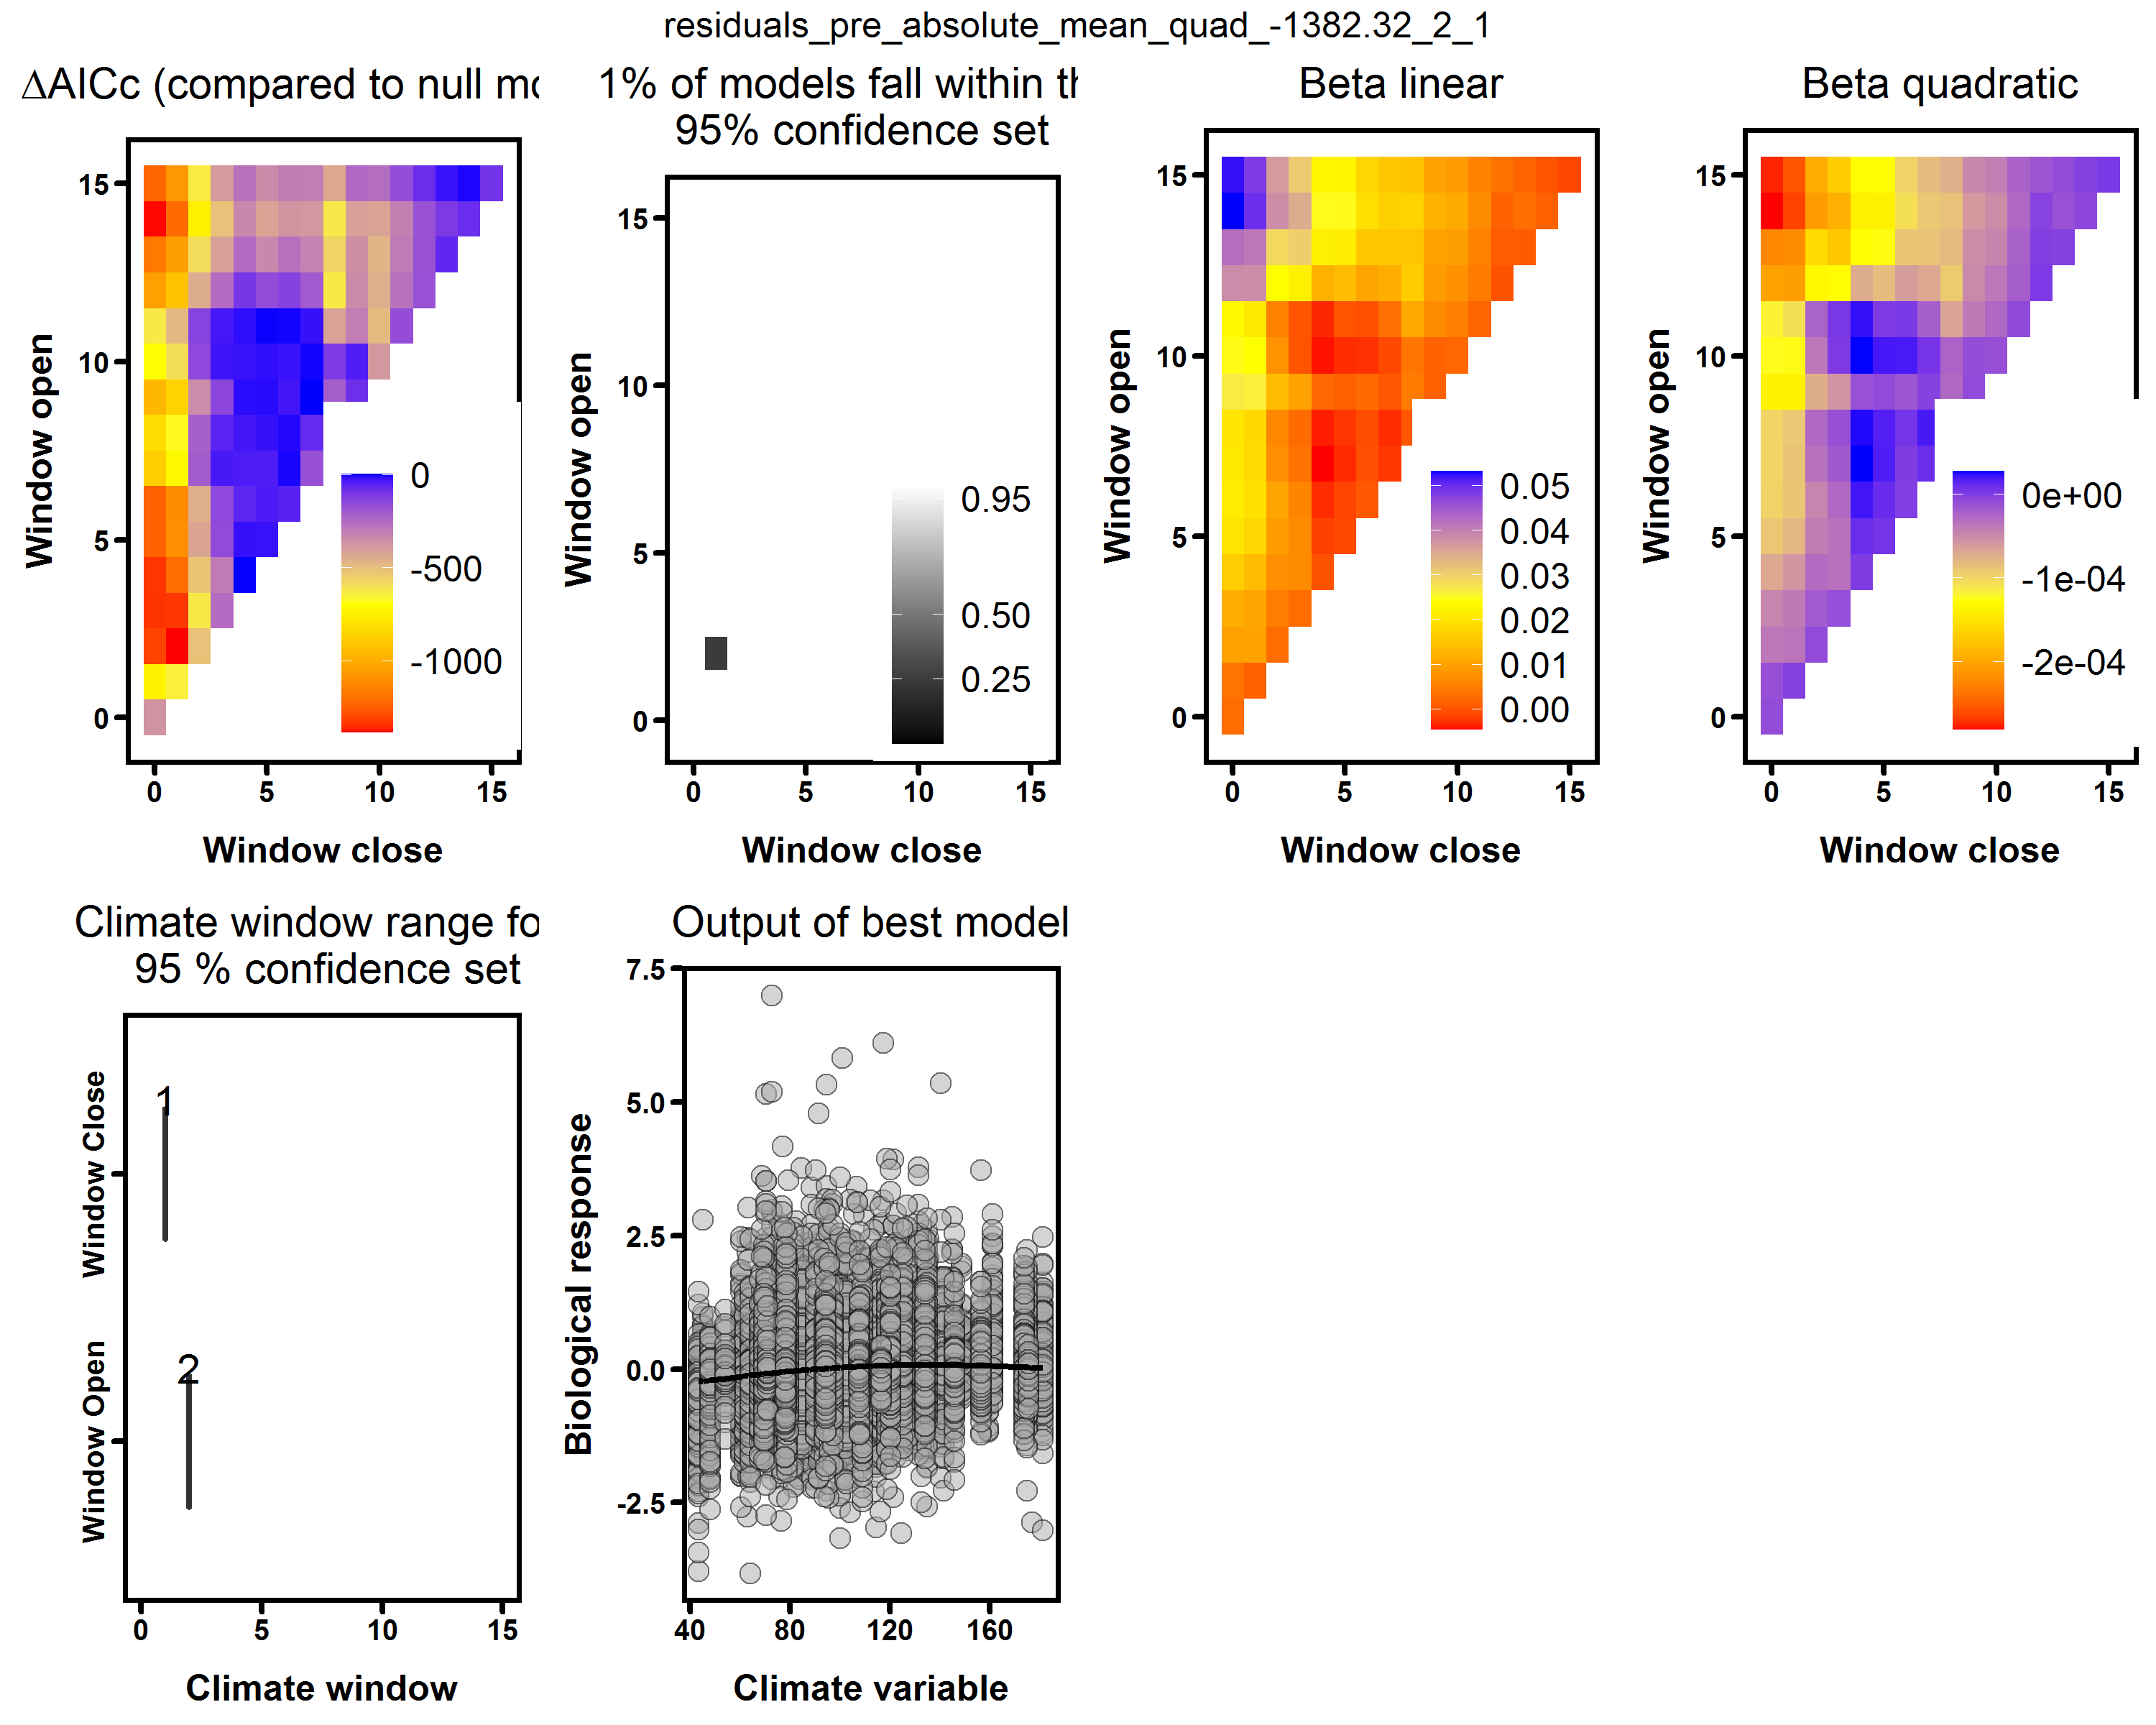 residuals_pre_absolute_mean_quad_-1382.32_2_1
ΔAICc (compared to null mo
15
10
5
0
0
-500
-1000
0 5 10 15
Window open
Window close
1% of models fall within th
95% confidence set
15
10
5
0
0.95
0.50
0.25
0 5 10 15
Window open
Window close
Beta linear
15
10
5
0
0.05
0.04
0.03
0.02
0.01
0.00
0 5 10 15
Window open
Window close
Beta quadratic
15
10
5
0
0e+00
-1e-04
-2e-04
0 5 10 15
Window open
Window close
Climate window range fo
95 % confidence set
Window Close
1
Window Open
2
0 5 10 15
Climate window
Output of best model
7.5
5.0
2.5
0.0
-2.5
40 80 120 160
Biological response
Climate variable